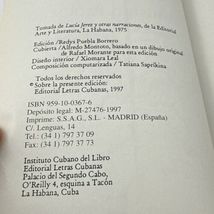 Tomada de Lucía Jerez y otras narraciones, de la Editorial
Arte y Literatura, La Habana, 1975
Edición / Redys Puebla Borrero
Cubierta / Alfredo Montoto, basado en un dibujo original
de Rafael Morante para esta edición
Diseño interior / Xiomara Leal
Composición computarizada / Tatiana Sapríkina
Todos los derechos reservados
© Sobre la presente edición:
Editorial Letras Cubanas, 1997
ISBN 959-10-0367-6
Depósito legal: M-27476-1997
Imprime: S.S.A.G., S.L. - MADRID (España)
C/. Lenguas, 14
Tel: (34 1) 797 37 09
Fax: (34 1) 797 37 73
Instituto Cubano del Libro
Editorial Letras Cubanas
Palacio del Segundo Cabo,
O'Reilly 4, esquina a Tacón
La Habana, Cuba